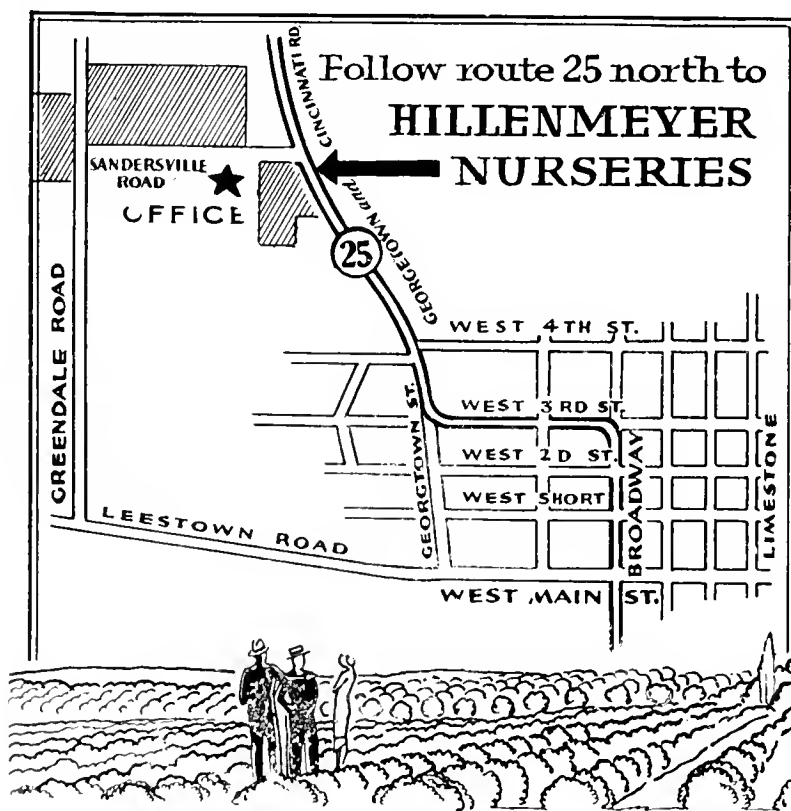 Follow route 25 north to
HILLENMEYER
NURSERIES
GEORGETOWN and CINCINNATI RD.
SANDERSVILLE
ROAD
OFFICE
25
GREENDALE ROAD
WEST 4TH ST.
WEST 3RD ST.
WEST 2D ST.
WEST SHORT
GEORGTOWN ST.
BROADWAY
LIMESTONE
LEESTOWN ROAD
WEST MAIN ST.